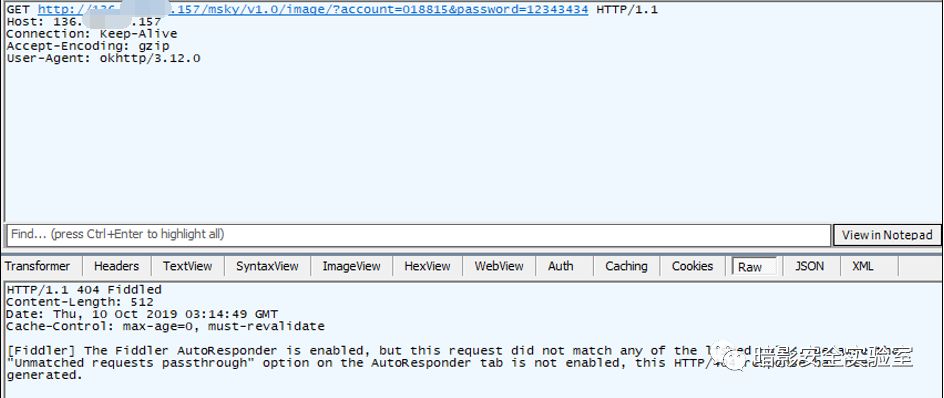 GET http://136. .157/msky/v1.0/image/?account=018815&password=12343434 HTTP/1.1
Host: 136. .157
Connection: Keep-Alive
Accept-Encoding: gzip
User-Agent: okhttp/3.12.0
Find... (press Ctrl+Enter to highlight all)
View in Notepad
Transformer Headers TextView SyntaxView ImageView HexView WebView Auth Caching Cookies Raw JSON XML
HTTP/1.1 404 Fiddled
Content-Length: 512
Date: Thu, 10 Oct 2019 03:14:49 GMT
Cache-Control: max-age=0, must-revalidate
[Fiddler] The Fiddler AutoResponder is enabled, but this request did not match any of the
"Unmatched requests passthrough" option on the AutoResponder tab is not enabled, this
generated.
暗影安全实验室